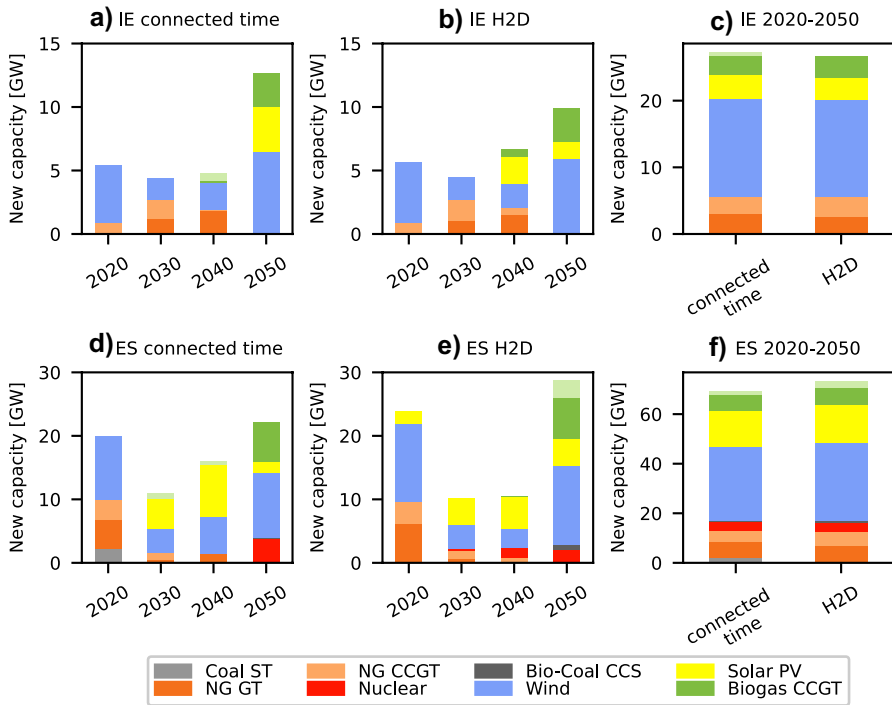 a) IE connected time
b) IE H2D
c) IE 2020-2050
New capacity [GW]
15
10
5
0
2020
2030
2040
2050
New capacity [GW]
15
10
5
0
2020
2030
2040
2050
New capacity [GW]
20
10
0
connected
time
H2D
d) ES connected time
e) ES H2D
f) ES 2020-2050
New capacity [GW]
30
20
10
0
2020
2030
2040
2050
New capacity [GW]
30
20
10
0
2020
2030
2040
2050
New capacity [GW]
60
40
20
0
connected
time
H2D
Coal ST
NG CCGT
Bio-Coal CCS
Solar PV
NG GT
Nuclear
Wind
Biogas CCGT